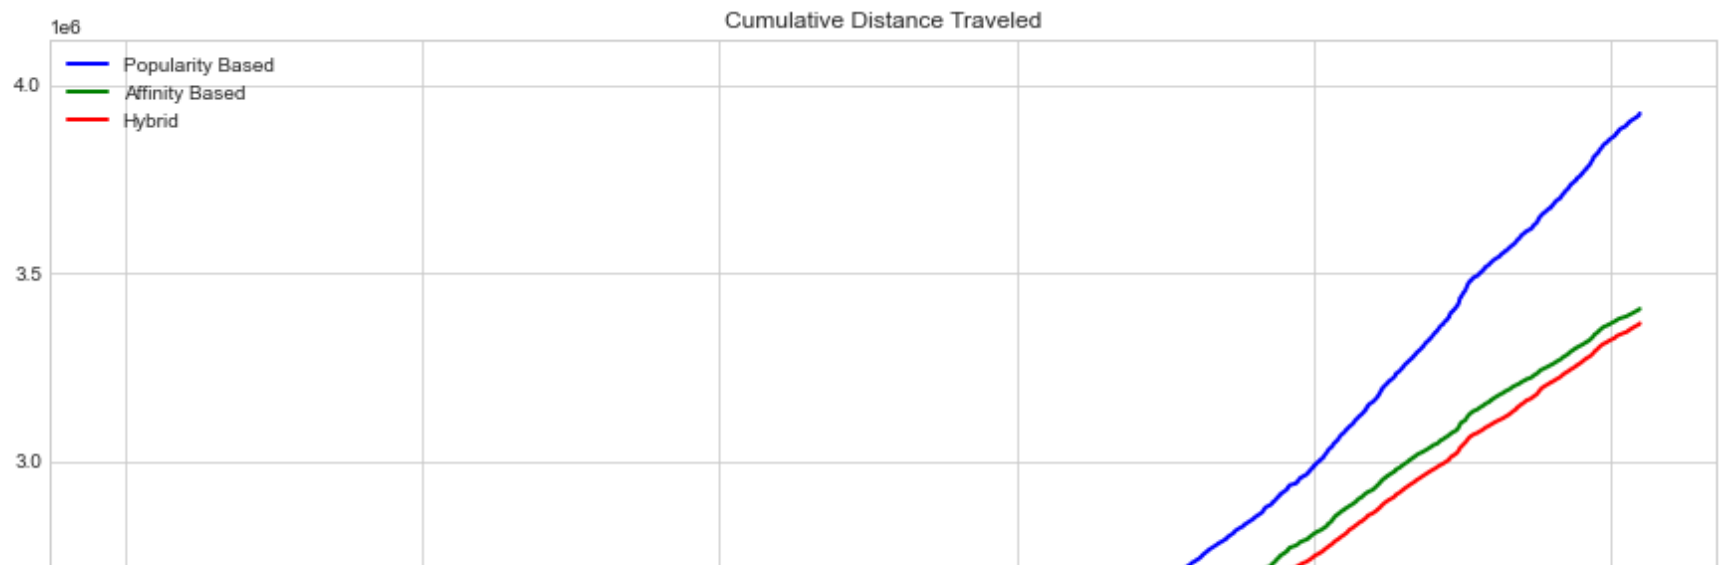 Cumulative Distance Traveled
1e6
Popularity Based
Affinity Based
Hybrid
4.0
3.5
3.0